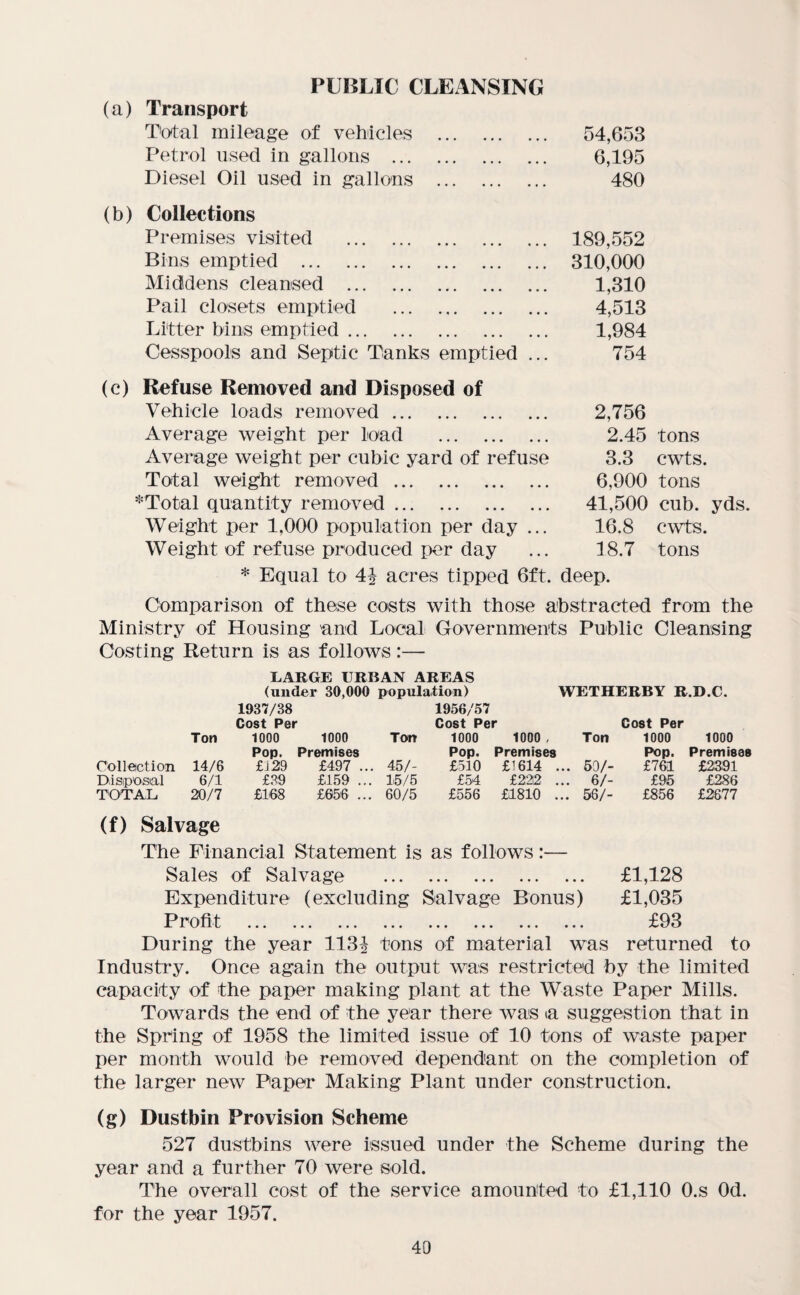 PUBLIC CLEANSING
(a) Transport
Total mileage of vehicles ... ... ... 54,653
Petrol used in gallons ... ... ... ... 6,195
Diesel Oil used in gallons ... ... ... 480
(b) Collections
Premises visited ... ... ... ... ... 189,552
Bins emptied ... ... ... ... ... ... 310,000
Middens cleansed ... ... ... ... ... 1,310
Pail closets emptied ... ... ... ... 4,513
Litter bins emptied ... ... ... ... ... 1,984
Cesspools and Septic Tanks emptied ... 754
(c) Refuse Removed and Disposed of
Vehicle loads removed ... ... ... ... 2,756
Average weight per load ... ... ... 2.45 tons
Average weight per cubic yard of refuse 3.3 cwts.
Total weight removed ... ... ... ... 6,900 tons
*Total quantity removed ... ... ... ... 41,500 cub. yds.
Weight per 1,000 population per day ... 16.8 cwts.
Weight of refuse produced per day ... 18.7 tons
* Equal to 4½ acres tipped 6ft. deep.
Comparison of these costs with those abstracted from the
Ministry of Housing and Local Governments Public Cleansing
Costing Return is as follows :—
LARGE URBAN AREAS
(under 30,000 population) WETHERBY R.D.C.
1937/38 1956/57
Cost Per Cost Per Cost Per
Ton 1000 1000 Ton 1000 1000 , Ton 1000 1000
Pop. Premises Pop. Premises Pop. Premises
Collection 14/6 £129 £497 ... 45/- £510 £1614 ... 50/- £761 £2391
Disposal 6/1 £39 £159 ... 15/5 £54 £222 ... 6/- £95 £286
TOTAL 20/7 £168 £656 ... 60/5 £556 £1810 ... 56/- £856 £2677
(f) Salvage
The Financial Statement is as follows :—
Sales of Salvage ... ... ... ... ... £1,128
Expenditure (excluding Salvage Bonus) £1,035
Profit ... ... ... ... ... ... ... ... £93
During the year 113½ tons of material was returned to
Industry. Once again the output was restricted by the limited
capacity of the paper making plant at the Waste Paper Mills.
Towards the end of the year there was a suggestion that in
the Spring of 1958 the limited issue of 10 tons of waste paper
per month would be removed dependant on the completion of
the larger new Paper Making Plant under construction.
(g) Dustbin Provision Scheme
527 dustbins were issued under the Scheme during the
year and a further 70 were sold.
The overall cost of the service amounted to £1,110 0.s 0d.
for the year 1957.
40